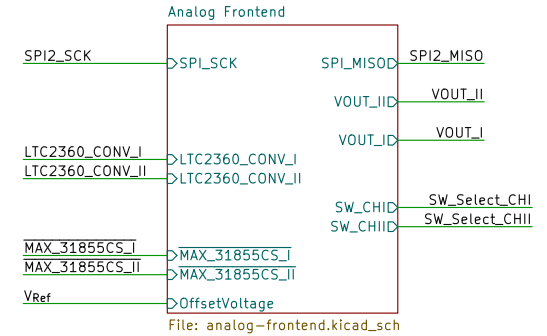 Analog Frontend
SPI2_SCK
SPI_SCK
SPI_MISO
SPI2_MISO
VOUT_II
VOUT_II
VOUT_I
VOUT_I
LTC2360_CONV_I
LTC2360_CONV_I
LTC2360_CONV_II
LTC2360_CONV_II
SW_CHI
SW_Select_CHI
SW_CHII
SW_Select_CHII
MAX_31855CS_I
MAX_31855CS_I
MAX_31855CS_II
MAX_31855CS_II
VRef
OffsetVoltage
File: analog-frontend.kicad_sch